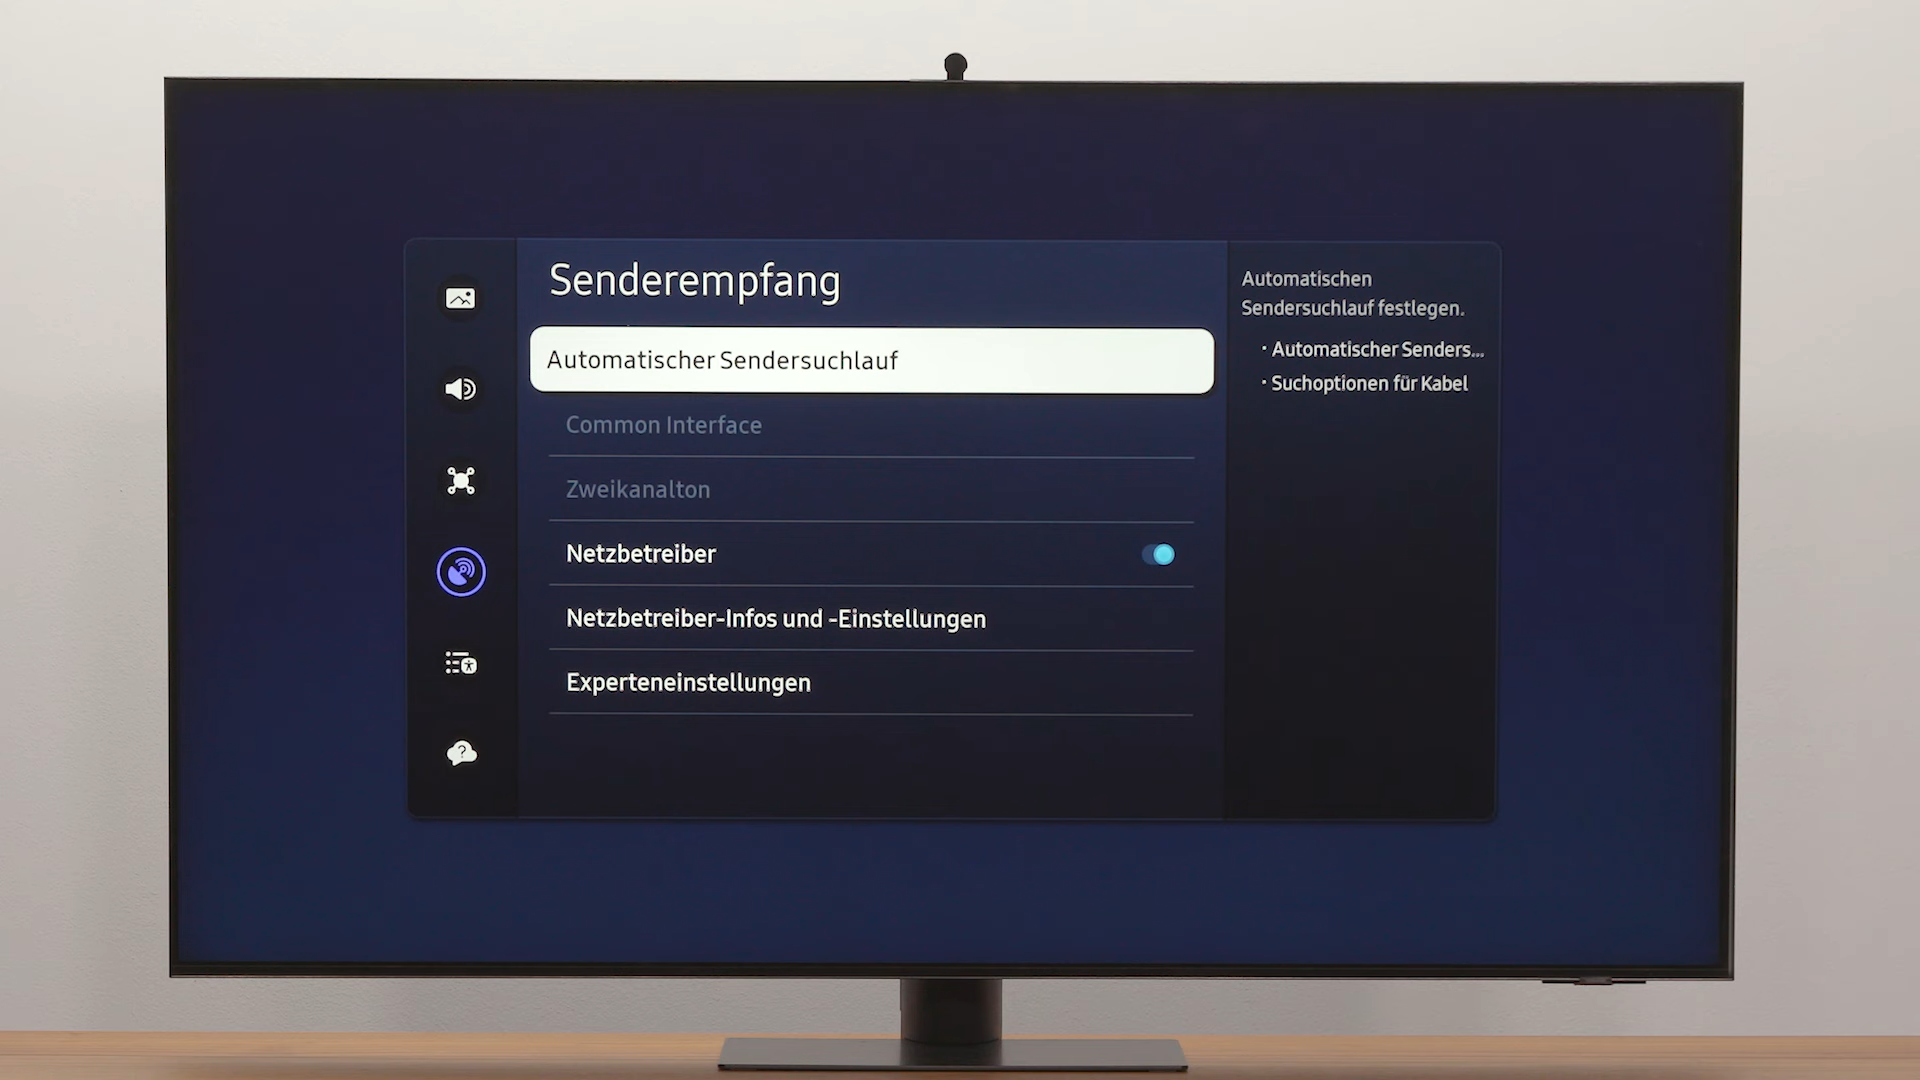 Senderempfang
Automatischer Sendersuchlauf
Common Interface
Zweikanalton
Netzbetreiber
Netzbetreiber-Infos und -Einstellungen
Experteneinstellungen
Automatischen
Sendersuchlauf festlegen.
· Automatischer Senders...
· Suchoptionen für Kabel